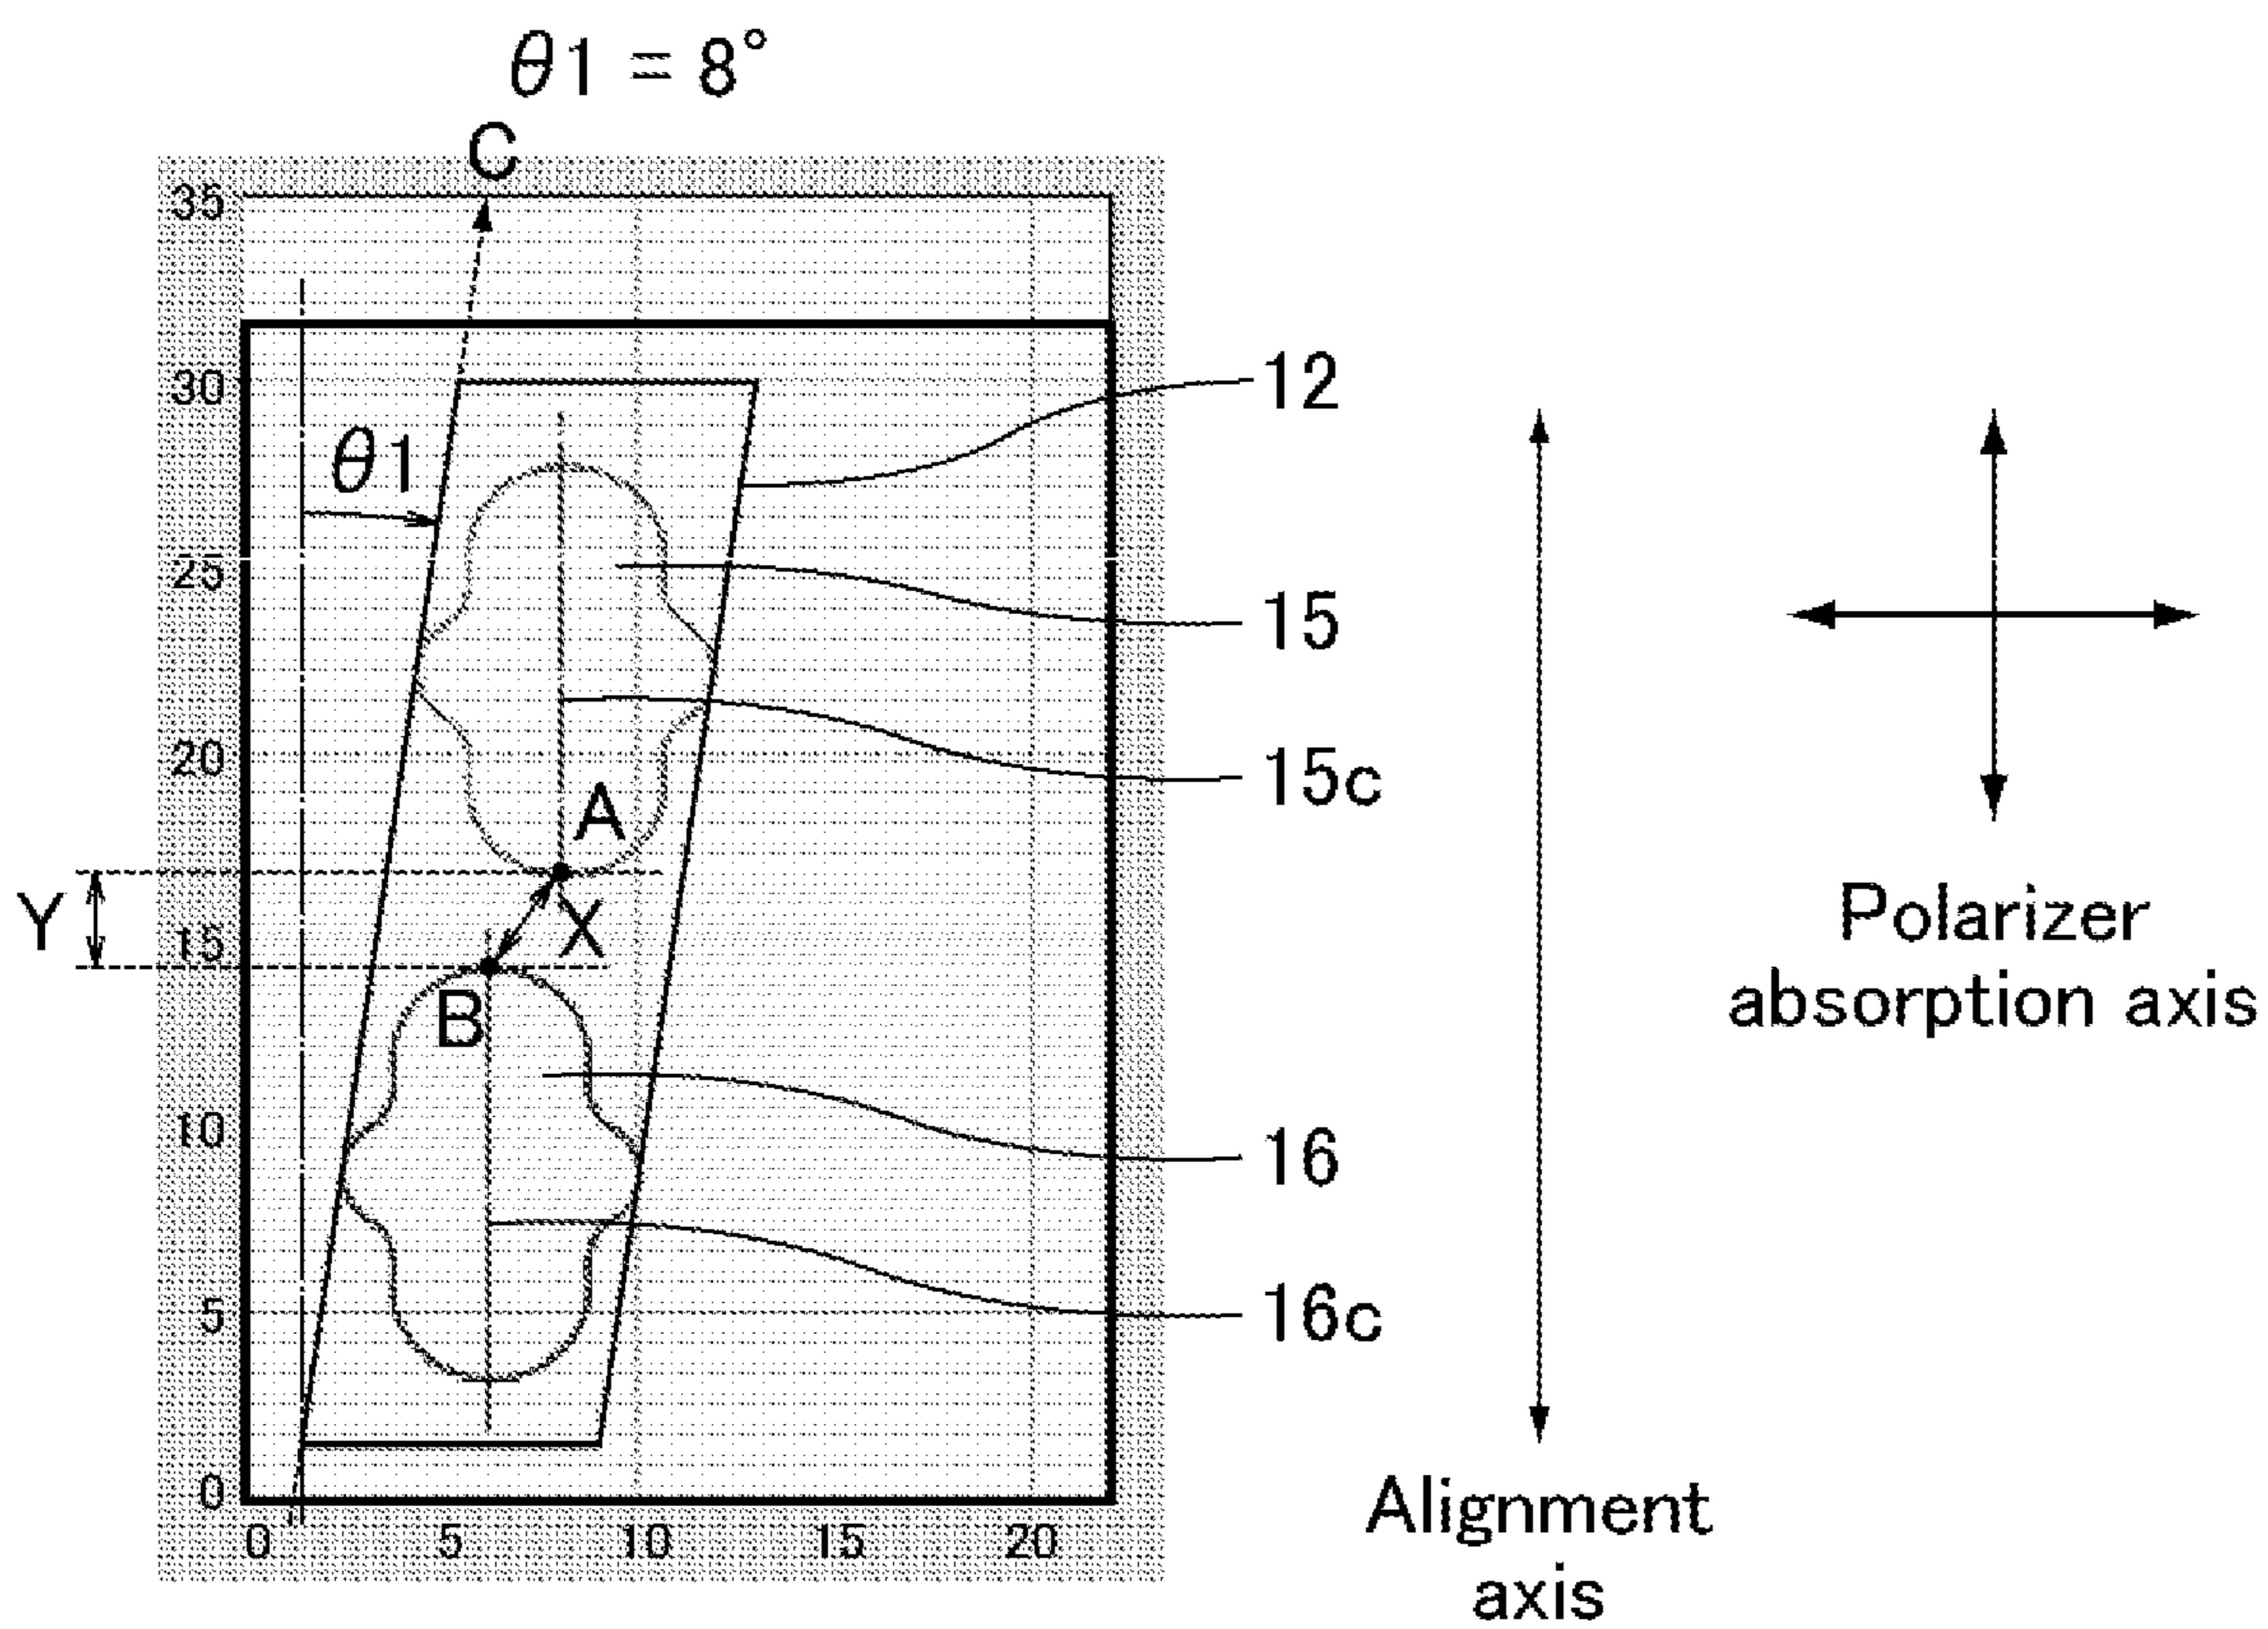 θ1 = 8°
C
35
30
12
θ1
25
15
20
15c
A
Y
X
15
B
Polarizer
absorption axis
10
16
5
16c
0
0 5 10 15 20
Alignment
axis